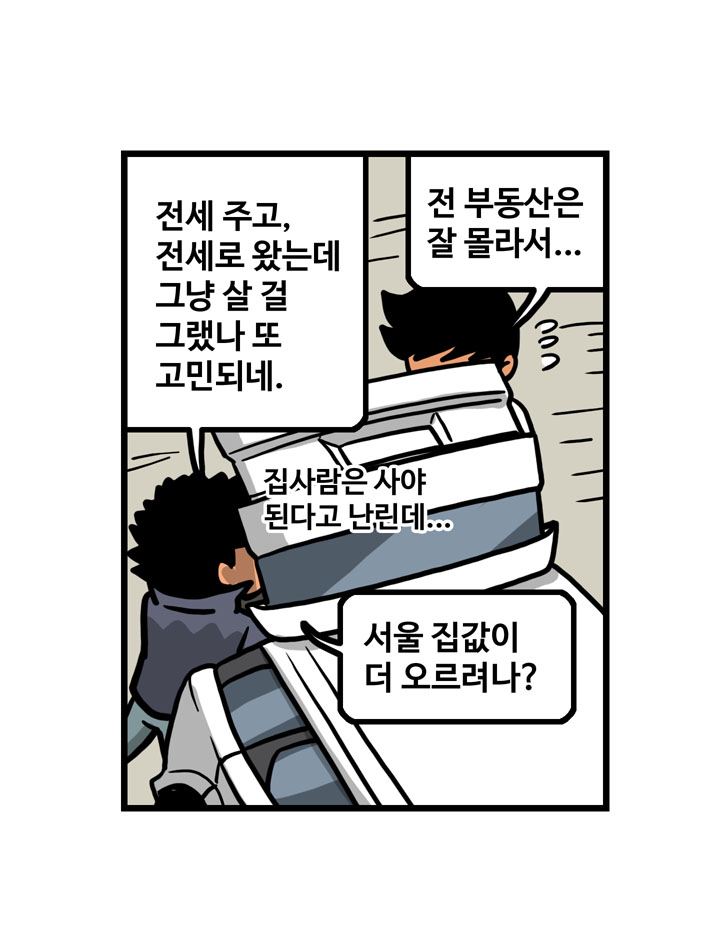 전세 주고,
전세로 왔는데
그냥 살 걸
그랬나 또
고민되네.
전 부동산은
잘 몰라서...
집사람은 사야
된다고 난린데...
서울 집값이
더 오르려나?